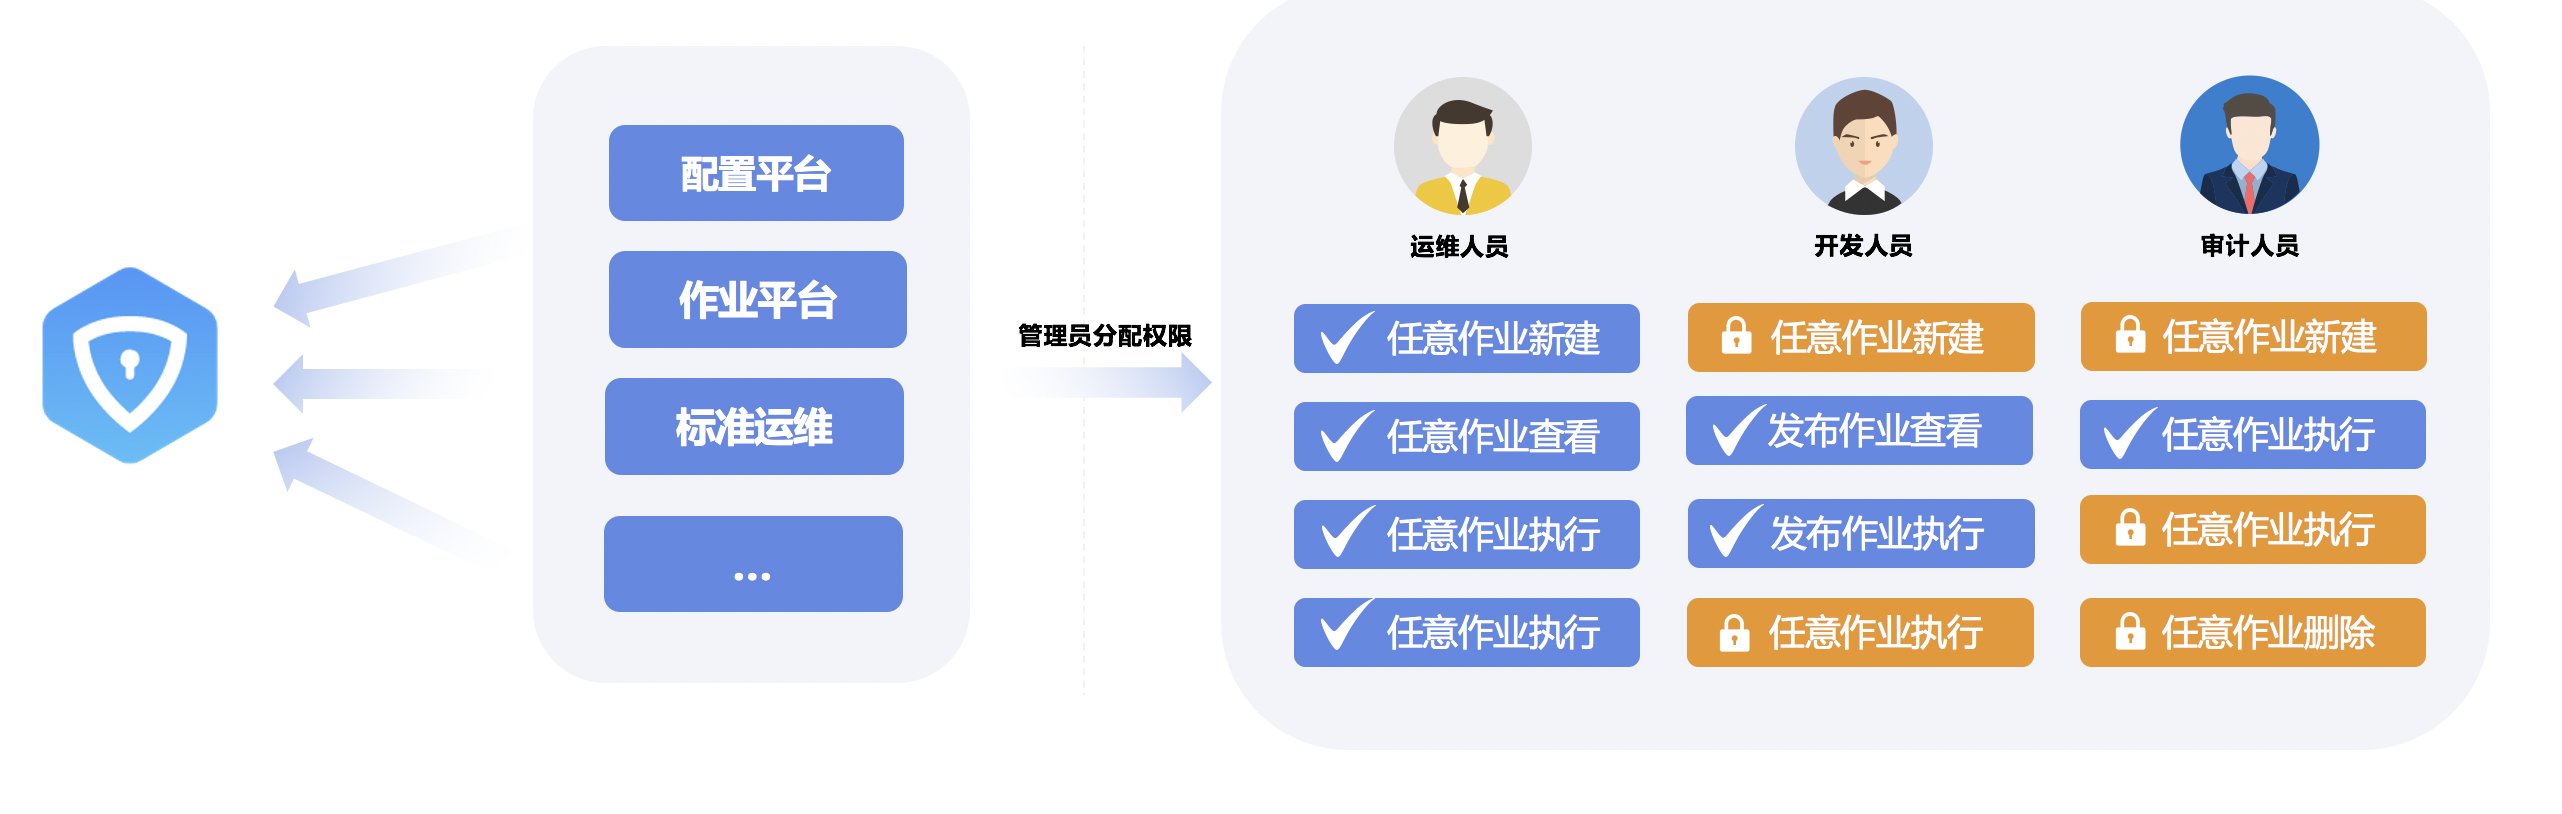 配置平台
作业平台
标准运维
...
管理员分配权限
运维人员
任意作业新建
任意作业查看
任意作业执行
任意作业执行
开发人员
任意作业新建
发布作业查看
发布作业执行
任意作业执行
审计人员
任意作业新建
任意作业执行
任意作业执行
任意作业删除